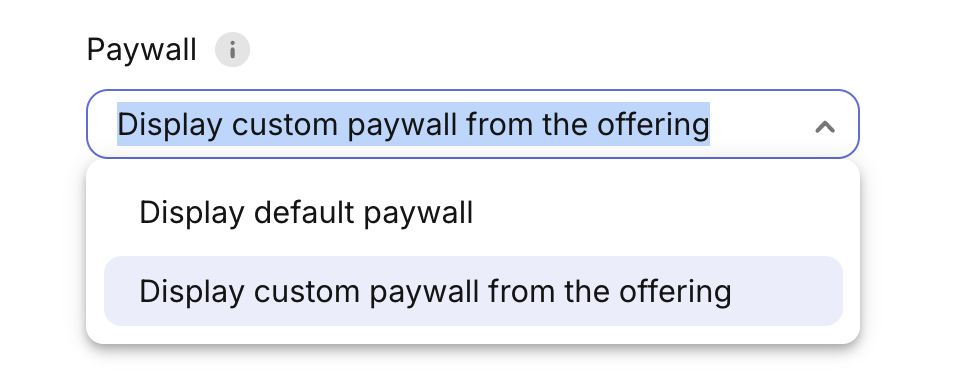 Paywall
Display custom paywall from the offering
Display default paywall
Display custom paywall from the offering